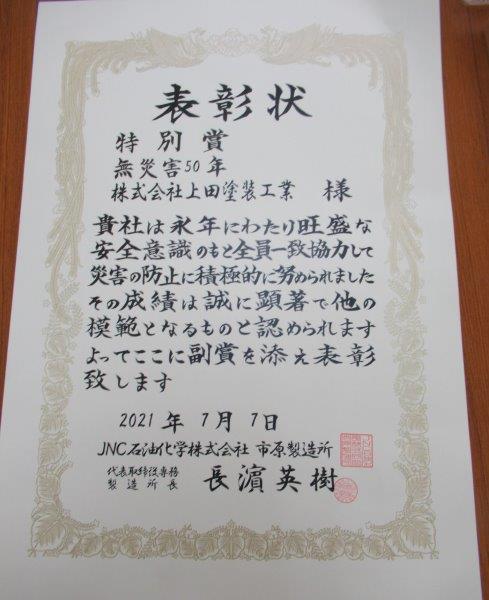 表彰状
特別賞
無災害50年
株式会社上田塗装工業 様
貴社は永年にわたり旺盛な
安全意識のもと全員一致協力して
災害の防止に積極的に努められました
その成績は誠に顕著で他の
模範となるものと認められます
よってここに副賞を添え表彰
致します
2021年7月7日
JNC石油化学株式会社 市原製造所
代表取締役専務
製造所長 長濵英樹